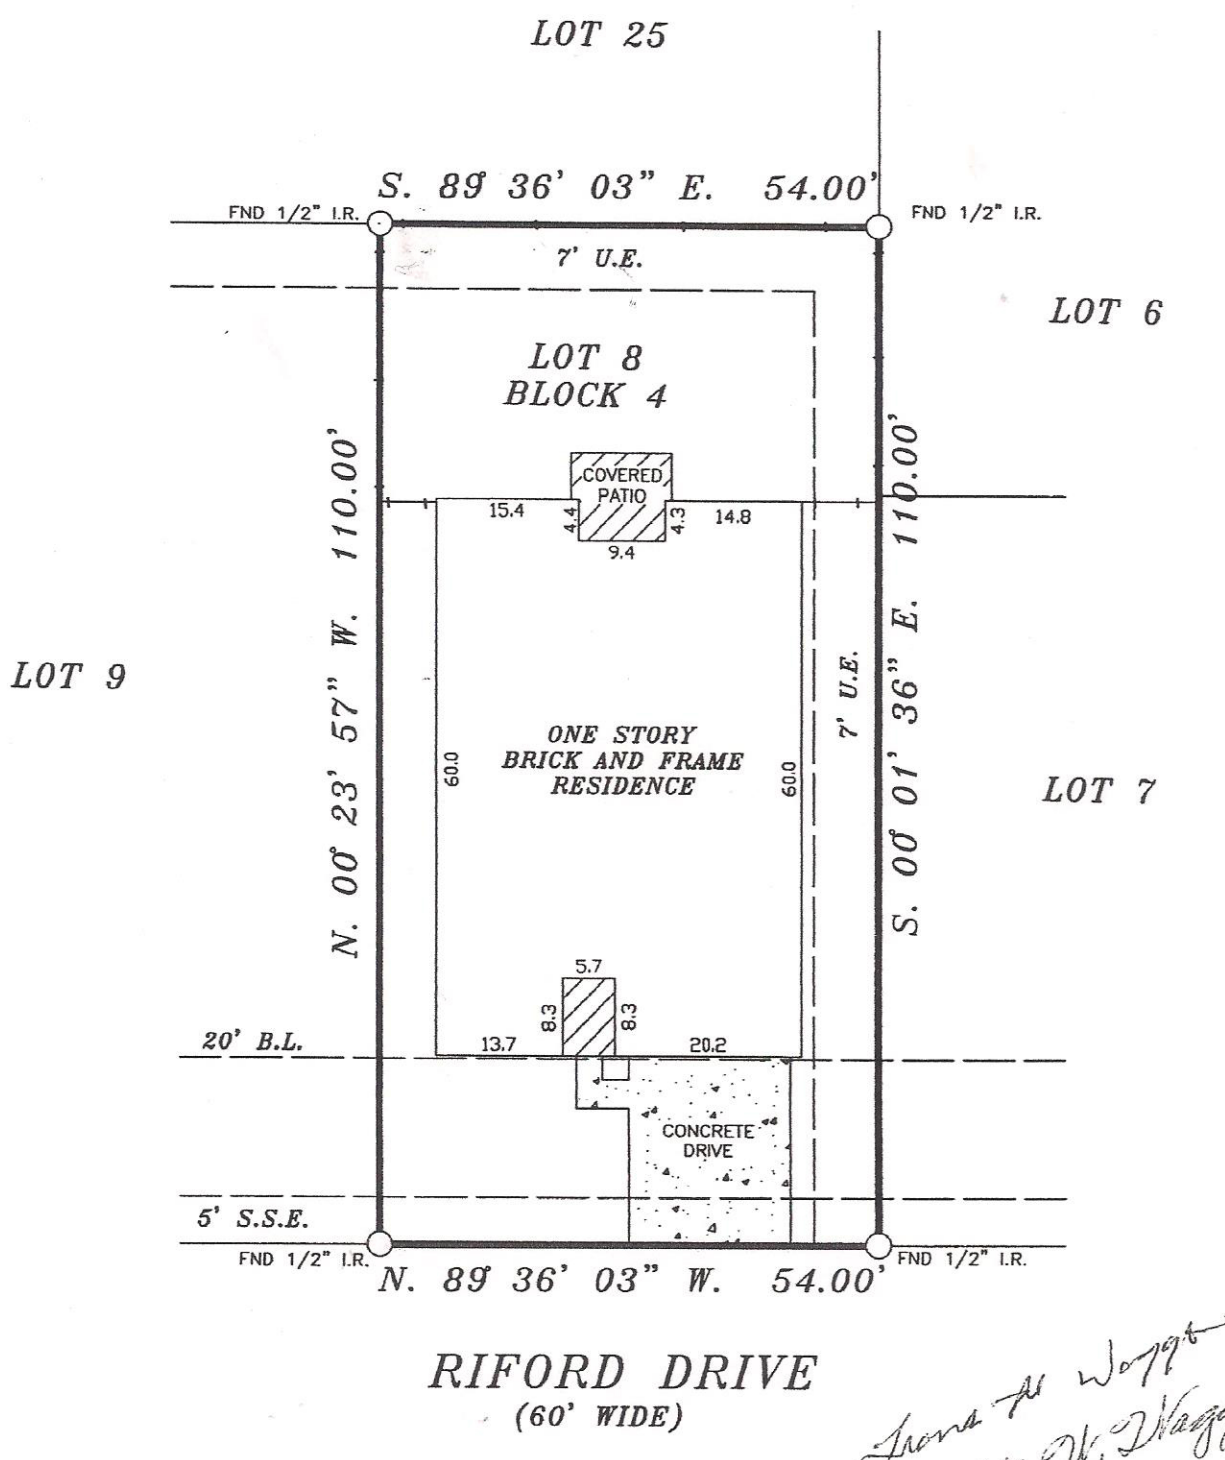 LOT 25
S. 89° 36' 03" E. 54.00'
FND 1/2" I.R.
FND 1/2" I.R.
7' U.E.
LOT 6
LOT 8
BLOCK 4
N. 00° 23' 57" W. 110.00'
S. 00° 01' 36" E. 110.00'
COVERED
PATIO
15.4
4.4
4.3
14.8
9.4
LOT 9
7' U.E.
ONE STORY
BRICK AND FRAME
RESIDENCE
60.0
60.0
LOT 7
5.7
8.3
8.3
20' B.L.
13.7
20.2
CONCRETE
DRIVE
5' S.S.E.
FND 1/2" I.R.
FND 1/2" I.R.
N. 89° 36' 03" W. 54.00'
RIFORD DRIVE
(60' WIDE)